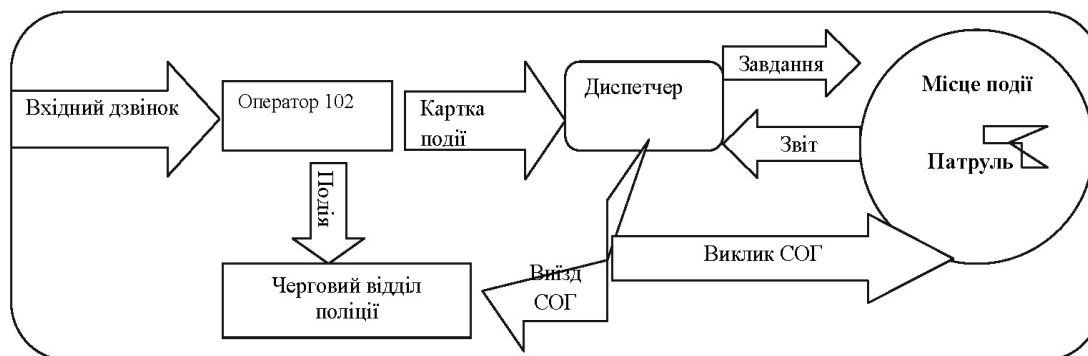 Вхідний дзвінок
Оператор 102
Картка
події
Диспетчер
Завдання
Звіт
Місце події
Патруль
Подія
Черговий відділ
поліції
Виїзд
СОГ
Виклик СОГ